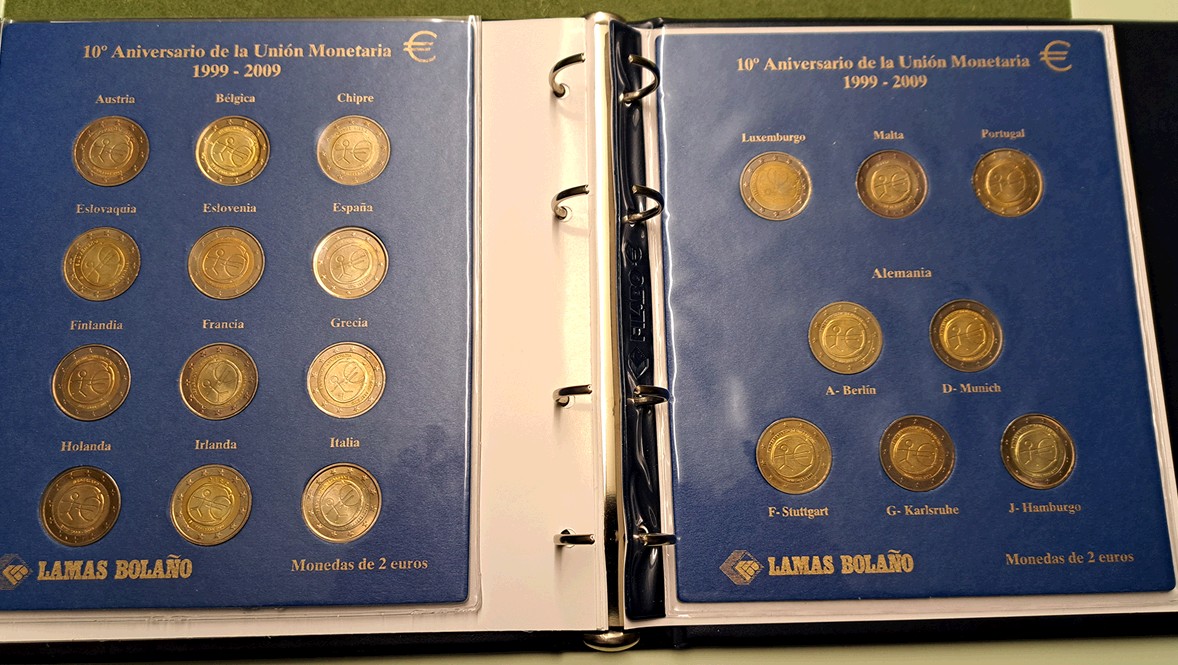 10º Aniversario de la Unión Monetaria
1999 - 2009
€
Austria
Bélgica
Chipre
Eslovaquia
Eslovenia
España
Finlandia
Francia
Grecia
Holanda
Irlanda
Italia
LAMAS BOLAÑO
Monedas de 2 euros
10º Aniversario de la Unión Monetaria
1999 - 2009
€
Luxemburgo
Malta
Portugal
Alemania
A- Berlín
D- Munich
F- Stuttgart
G- Karlsruhe
J- Hamburgo
LAMAS BOLAÑO
Monedas de 2 euros